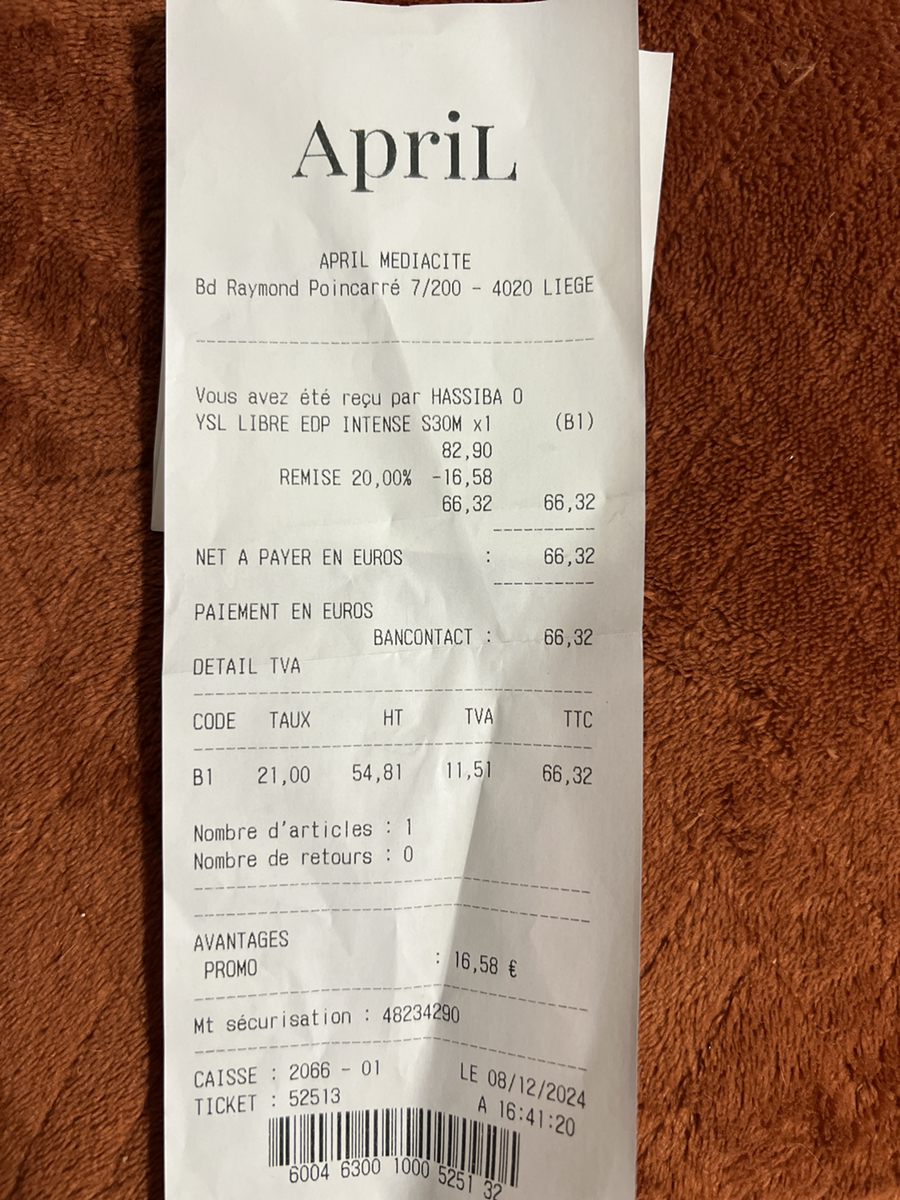 ApriL
APRIL MEDIACITE
Bd Raymond Poincarré 7/200 - 4020 LIEGE
Vous avez été reçu par HASSIBA O
YSL LIBRE EDP INTENSE S30M x1 (B1)
82,90
REMISE 20,00% -16,58
66,32 66,32
NET A PAYER EN EUROS : 66,32
PAIEMENT EN EUROS
BANCONTACT : 66,32
DETAIL TVA
CODE TAUX HT TVA TTC
B1 21,00 54,81 11,51 66,32
Nombre d'articles : 1
Nombre de retours : 0
AVANTAGES
PROMO : 16,58 €
Mt sécurisation : 48234290
CAISSE : 2066 - 01 LE 08/12/2024
TICKET : 52513 A 16:41:20
6004 6300 1000 5251 32